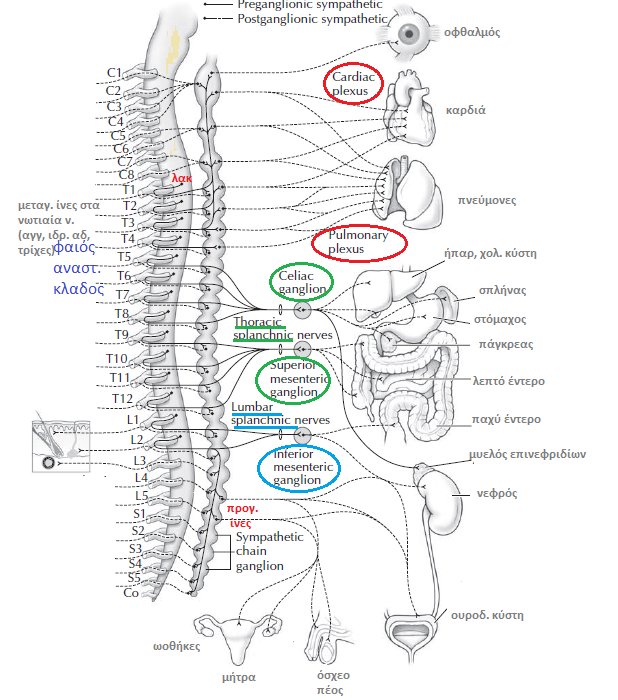 Preganglionic sympathetic
Postganglionic sympathetic
οφθαλμός
C1
Cardiac
plexus
C2
C3
καρδιά
C4
C5
C6
C7
C8
λακ
T1
πνεύμονες
μεταγ. ίνες στα
νωτιαία ν.
(αγγ, ιδρ. αδ,
τρίχες)
T2
T3
T4
Pulmonary
plexus
φαιός
αναστ.
κλαδος
T5
ήπαρ, χολ. κύστη
T6
Celiac
ganglion
T7
σπλήνας
T8
Thoracic
splanchnic nerves
στόμαχος
T9
πάγκρεας
T10
Superior
mesenteric
ganglion
T11
λεπτό έντερο
T12
Lumbar
splanchnic nerves
L1
παχύ έντερο
L2
Inferior
mesenteric
ganglion
μυελός επινεφριδίων
L3
L4
νεφρός
L5
προγ.
ίνες
S1
S2
Sympathetic
chain
ganglion
S3
S4
S5
Co
ουροδ. κύστη
ωοθήκες
μήτρα
όσχεο
πέος